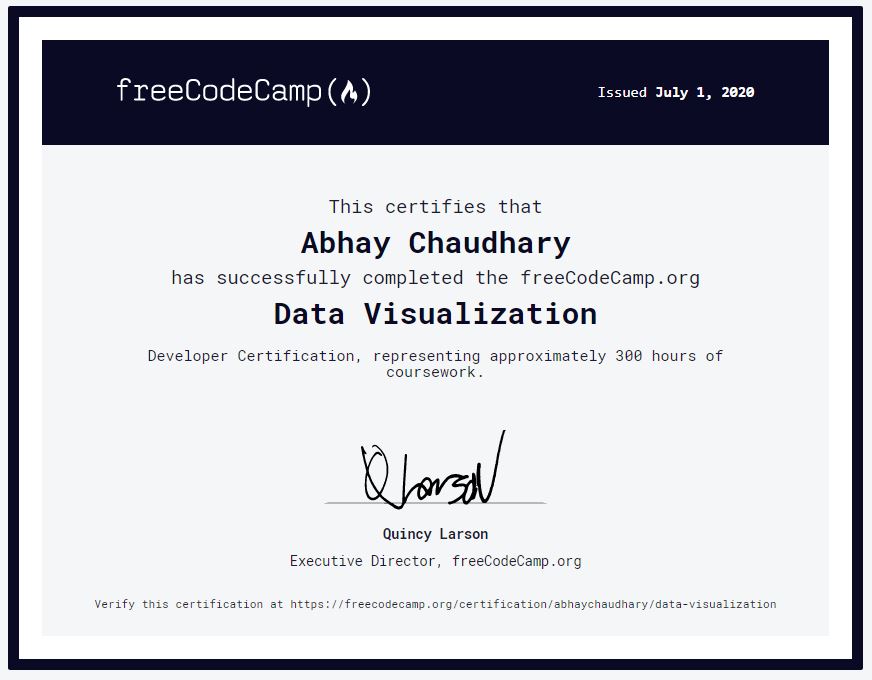 freeCodeCamp(🔥)
Issued July 1, 2020
This certifies that
Abhay Chaudhary
has successfully completed the freeCodeCamp.org
Data Visualization
Developer Certification, representing approximately 300 hours of
coursework.
Q Larson
Quincy Larson
Executive Director, freeCodeCamp.org
Verify this certification at https://freecodecamp.org/certification/abhaychaudhary/data-visualization